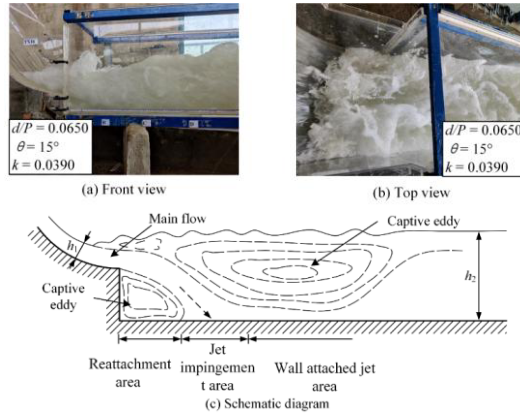 d/P = 0.0650
θ = 15°
k = 0.0390
d/P = 0.0650
θ = 15°
k = 0.0390
(a) Front view
(b) Top view
Main flow
Captive eddy
h₁
Captive
eddy
h₂
Reattachment
area
Jet
impingemen
t area
Wall attached jet
area
(c) Schematic diagram